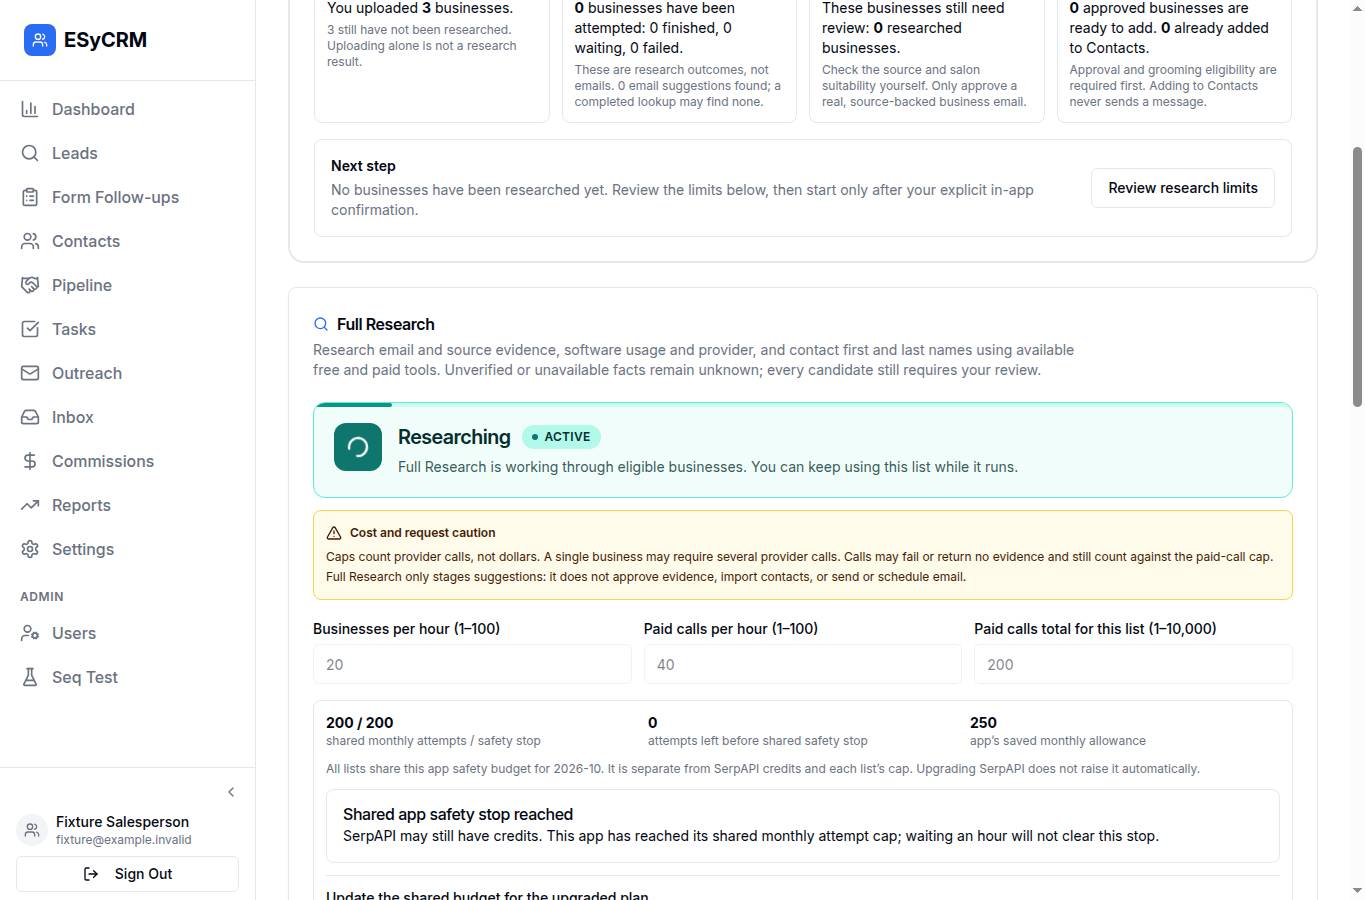 ESyCRM
Dashboard
Leads
Form Follow-ups
Contacts
Pipeline
Tasks
Outreach
Inbox
Commissions
Reports
Settings
ADMIN
Users
Seq Test
Fixture Salesperson
fixture@example.invalid
Sign Out
You uploaded 3 businesses.
3 still have not been researched.
Uploading alone is not a research
result.
0 businesses have been
attempted: 0 finished, 0
waiting, 0 failed.
These are research outcomes, not
emails. 0 email suggestions found; a
completed lookup may find none.
These businesses still need
review: 0 researched
businesses.
Check the source and salon
suitability yourself. Only approve a
real, source-backed business email.
0 approved businesses are
ready to add. 0 already added
to Contacts.
Approval and grooming eligibility are
required first. Adding to Contacts
never sends a message.
Next step
No businesses have been researched yet. Review the limits below, then start only after your explicit in-app
confirmation.
Review research limits
Full Research
Research email and source evidence, software usage and provider, and contact first and last names using available
free and paid tools. Unverified or unavailable facts remain unknown; every candidate still requires your review.
Researching
ACTIVE
Full Research is working through eligible businesses. You can keep using this list while it runs.
Cost and request caution
Caps count provider calls, not dollars. A single business may require several provider calls. Calls may fail or return no evidence and still count against the paid-call cap.
Full Research only stages suggestions: it does not approve evidence, import contacts, or send or schedule email.
Businesses per hour (1–100)
20
Paid calls per hour (1–100)
40
Paid calls total for this list (1–10,000)
200
200 / 200
shared monthly attempts / safety stop
0
attempts left before shared safety stop
250
app's saved monthly allowance
All lists share this app safety budget for 2026-10. It is separate from SerpAPI credits and each list's cap. Upgrading SerpAPI does not raise it automatically.
Shared app safety stop reached
SerpAPI may still have credits. This app has reached its shared monthly attempt cap; waiting an hour will not clear this stop.
Update the shared budget for the upgraded plan